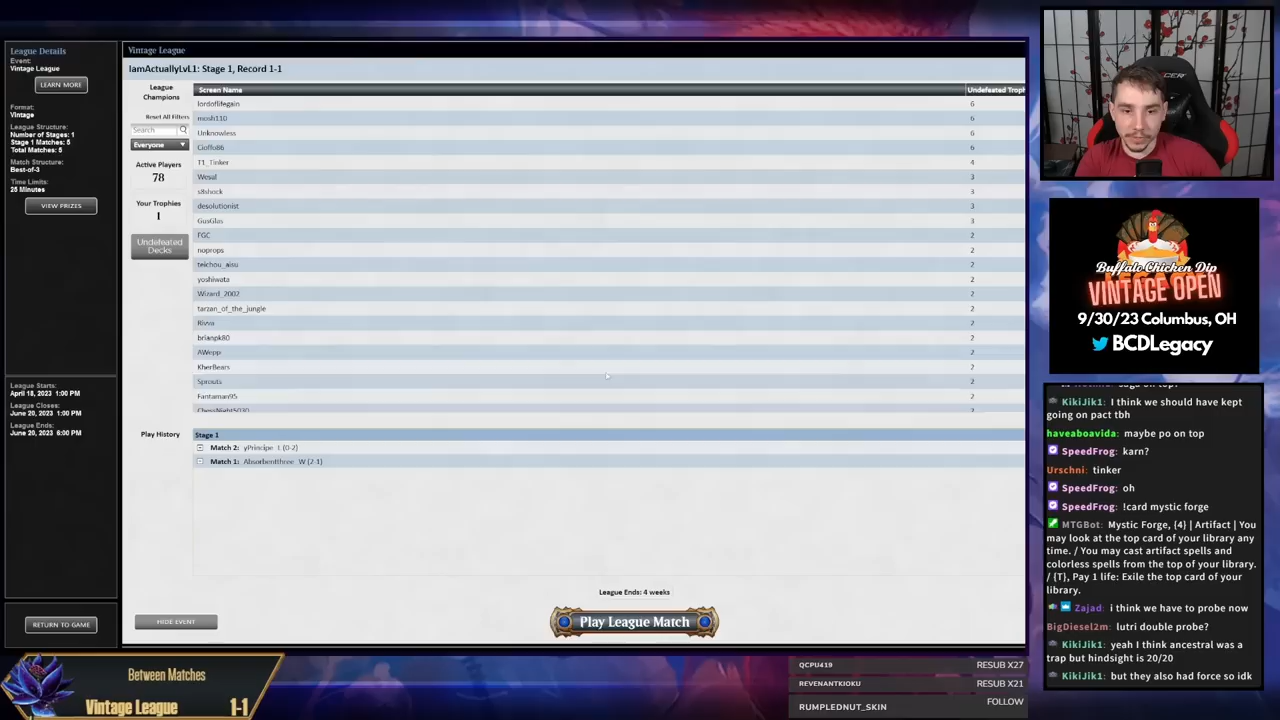 League Details
Event:
Vintage League
LEARN MORE
Format:
Vintage
League Structure:
Number of Stages: 1
Stage 1 Matches: 5
Total Matches: 5
Match Structure:
Best-of-3
Time Limits:
25 Minutes
VIEW PRIZES
League Starts:
April 18, 2023 1:00 PM
League Closes:
June 20, 2023 1:00 PM
League Ends:
June 20, 2023 6:00 PM
RETURN TO GAME
Vintage League
IamActuallyLvL1: Stage 1, Record 1-1
League Champions
Reset All Filters
Search
Everyone
Active Players
78
Your Trophies
1
Undefeated Decks
Screen Name Undefeated Troph
lordoflifegain 6
mosh110 6
Unknowless 6
Cioffo86 6
T1_Tinker 4
Wesal 3
s8shock 3
desolutionist 3
GusGlas 3
FGC 2
noprops 2
teichou_aisu 2
yoshiwata 2
Wizard_2002 2
tarzan_of_the_jungle 2
Rivva 2
brianpk80 2
AWepp 2
KherBears 2
Sprouts 2
Fantaman95 2
Play History
Stage 1
Match 2: yPrincipe L (0-2)
Match 1: Absorbentthree W (2-1)
League Ends: 4 weeks
HIDE EVENT
Play League Match
Between Matches
Vintage League 1-1
QCPU419 RESUB X27
REVENANTKIOKU RESUB X21
RUMPLEDNUT_SKIN FOLLOW
Buffalo Chicken Dip
VINTAGE OPEN
9/30/23 Columbus, OH
BCDLegacy
KikiJik1: I think we should have kept
going on pact tbh
haveaboavida: maybe po on top
SpeedFrog: karn?
Urschni: tinker
SpeedFrog: oh
SpeedFrog: !card mystic forge
MTGBot: Mystic Forge, {4} | Artifact | You
may look at the top card of your library any
time. / You may cast artifact spells and
colorless spells from the top of your library.
/ {T}, Pay 1 life: Exile the top card of your
library.
Zajad: i think we have to probe now
BigDiesel2m: lutri double probe?
KikiJik1: yeah I think ancestral was a
trap but hindsight is 20/20
KikiJik1: but they also had force so idk